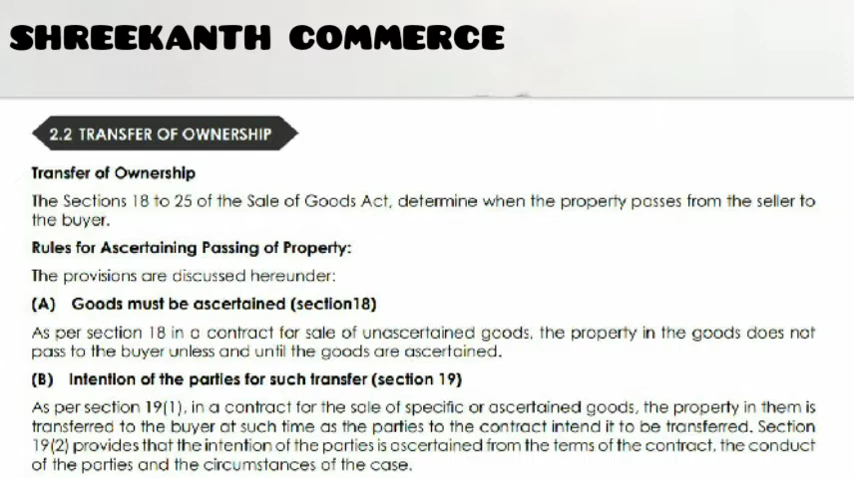 SHREEKANTH COMMERCE
2.2 TRANSFER OF OWNERSHIP
Transfer of Ownership
The Sections 18 to 25 of the Sale of Goods Act, determine when the property passes from the seller to
the buyer.
Rules for Ascertaining Passing of Property:
The provisions are discussed hereunder:
(A) Goods must be ascertained (section18)
As per section 18 in a contract for sale of unascertained goods, the property in the goods does not
pass to the buyer unless and until the goods are ascertained.
(B) Intention of the parties for such transfer (section 19)
As per section 19(1), in a contract for the sale of specific or ascertained goods, the property in them is
transferred to the buyer at such time as the parties to the contract intend it to be transferred. Section
19(2) provides that the intention of the parties is ascertained from the terms of the contract, the conduct
of the parties and the circumstances of the case.